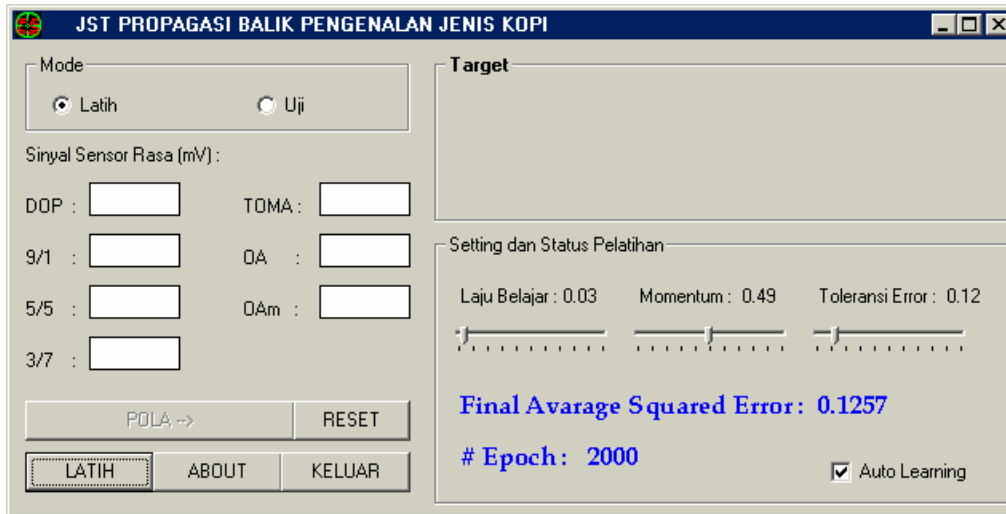 JST PROPAGASI BALIK PENGENALAN JENIS KOPI
Mode
Latih
Uji
Sinyal Sensor Rasa (mV) :
DOP :
TOMA :
9/1 :
OA :
5/5 :
OAm :
3/7 :
POLA -->
RESET
LATIH
ABOUT
KELUAR
Target
Setting dan Status Pelatihan
Laju Belajar : 0.03
Momentum : 0.49
Toleransi Error : 0.12
Final Avarage Squared Error : 0.1257
# Epoch : 2000
Auto Learning